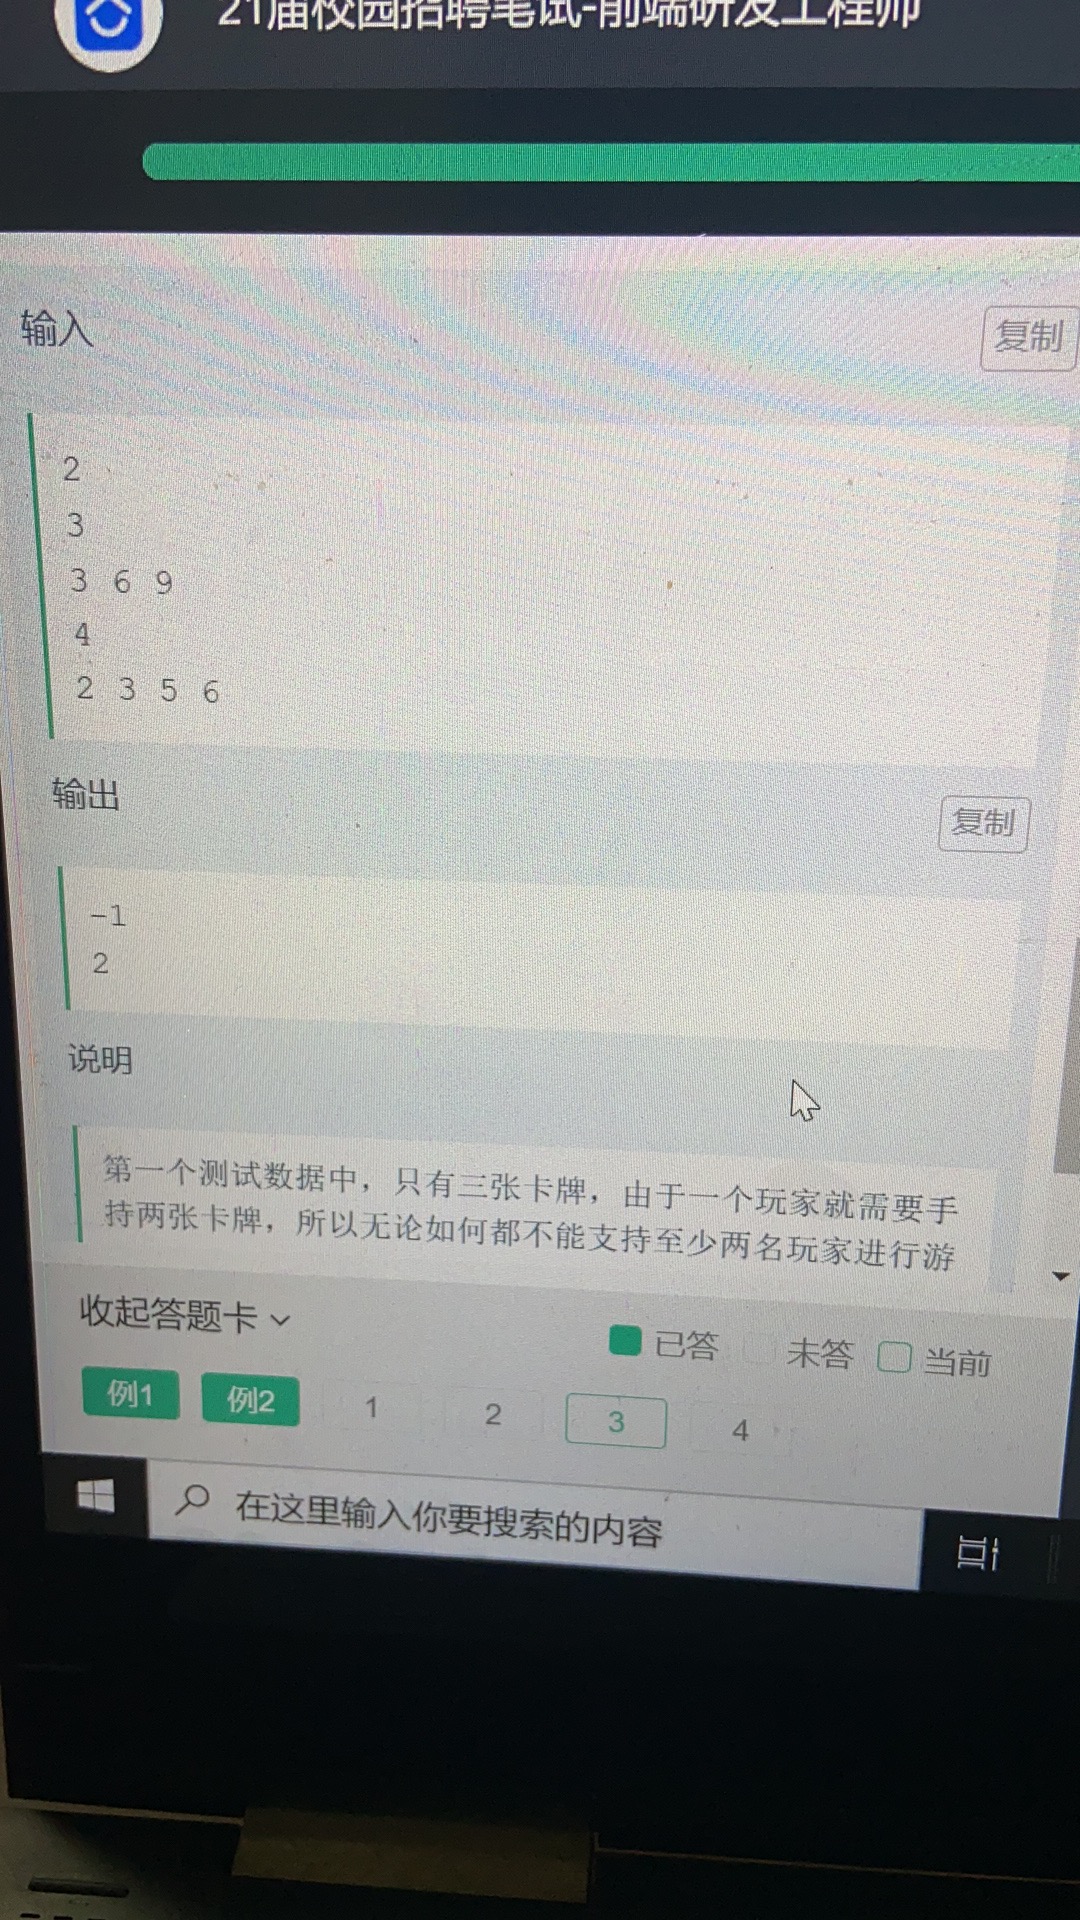 21届校园招聘笔试-前端研发工程师
输入
复制
2
3
3 6 9
4
2 3 5 6
输出
复制
-1
2
说明
第一个测试数据中，只有三张卡牌，由于一个玩家就需要手
持两张卡牌，所以无论如何都不能支持至少两名玩家进行游
收起答题卡
已答 未答 当前
例1 例2 1 2 3 4
在这里输入你要搜索的内容